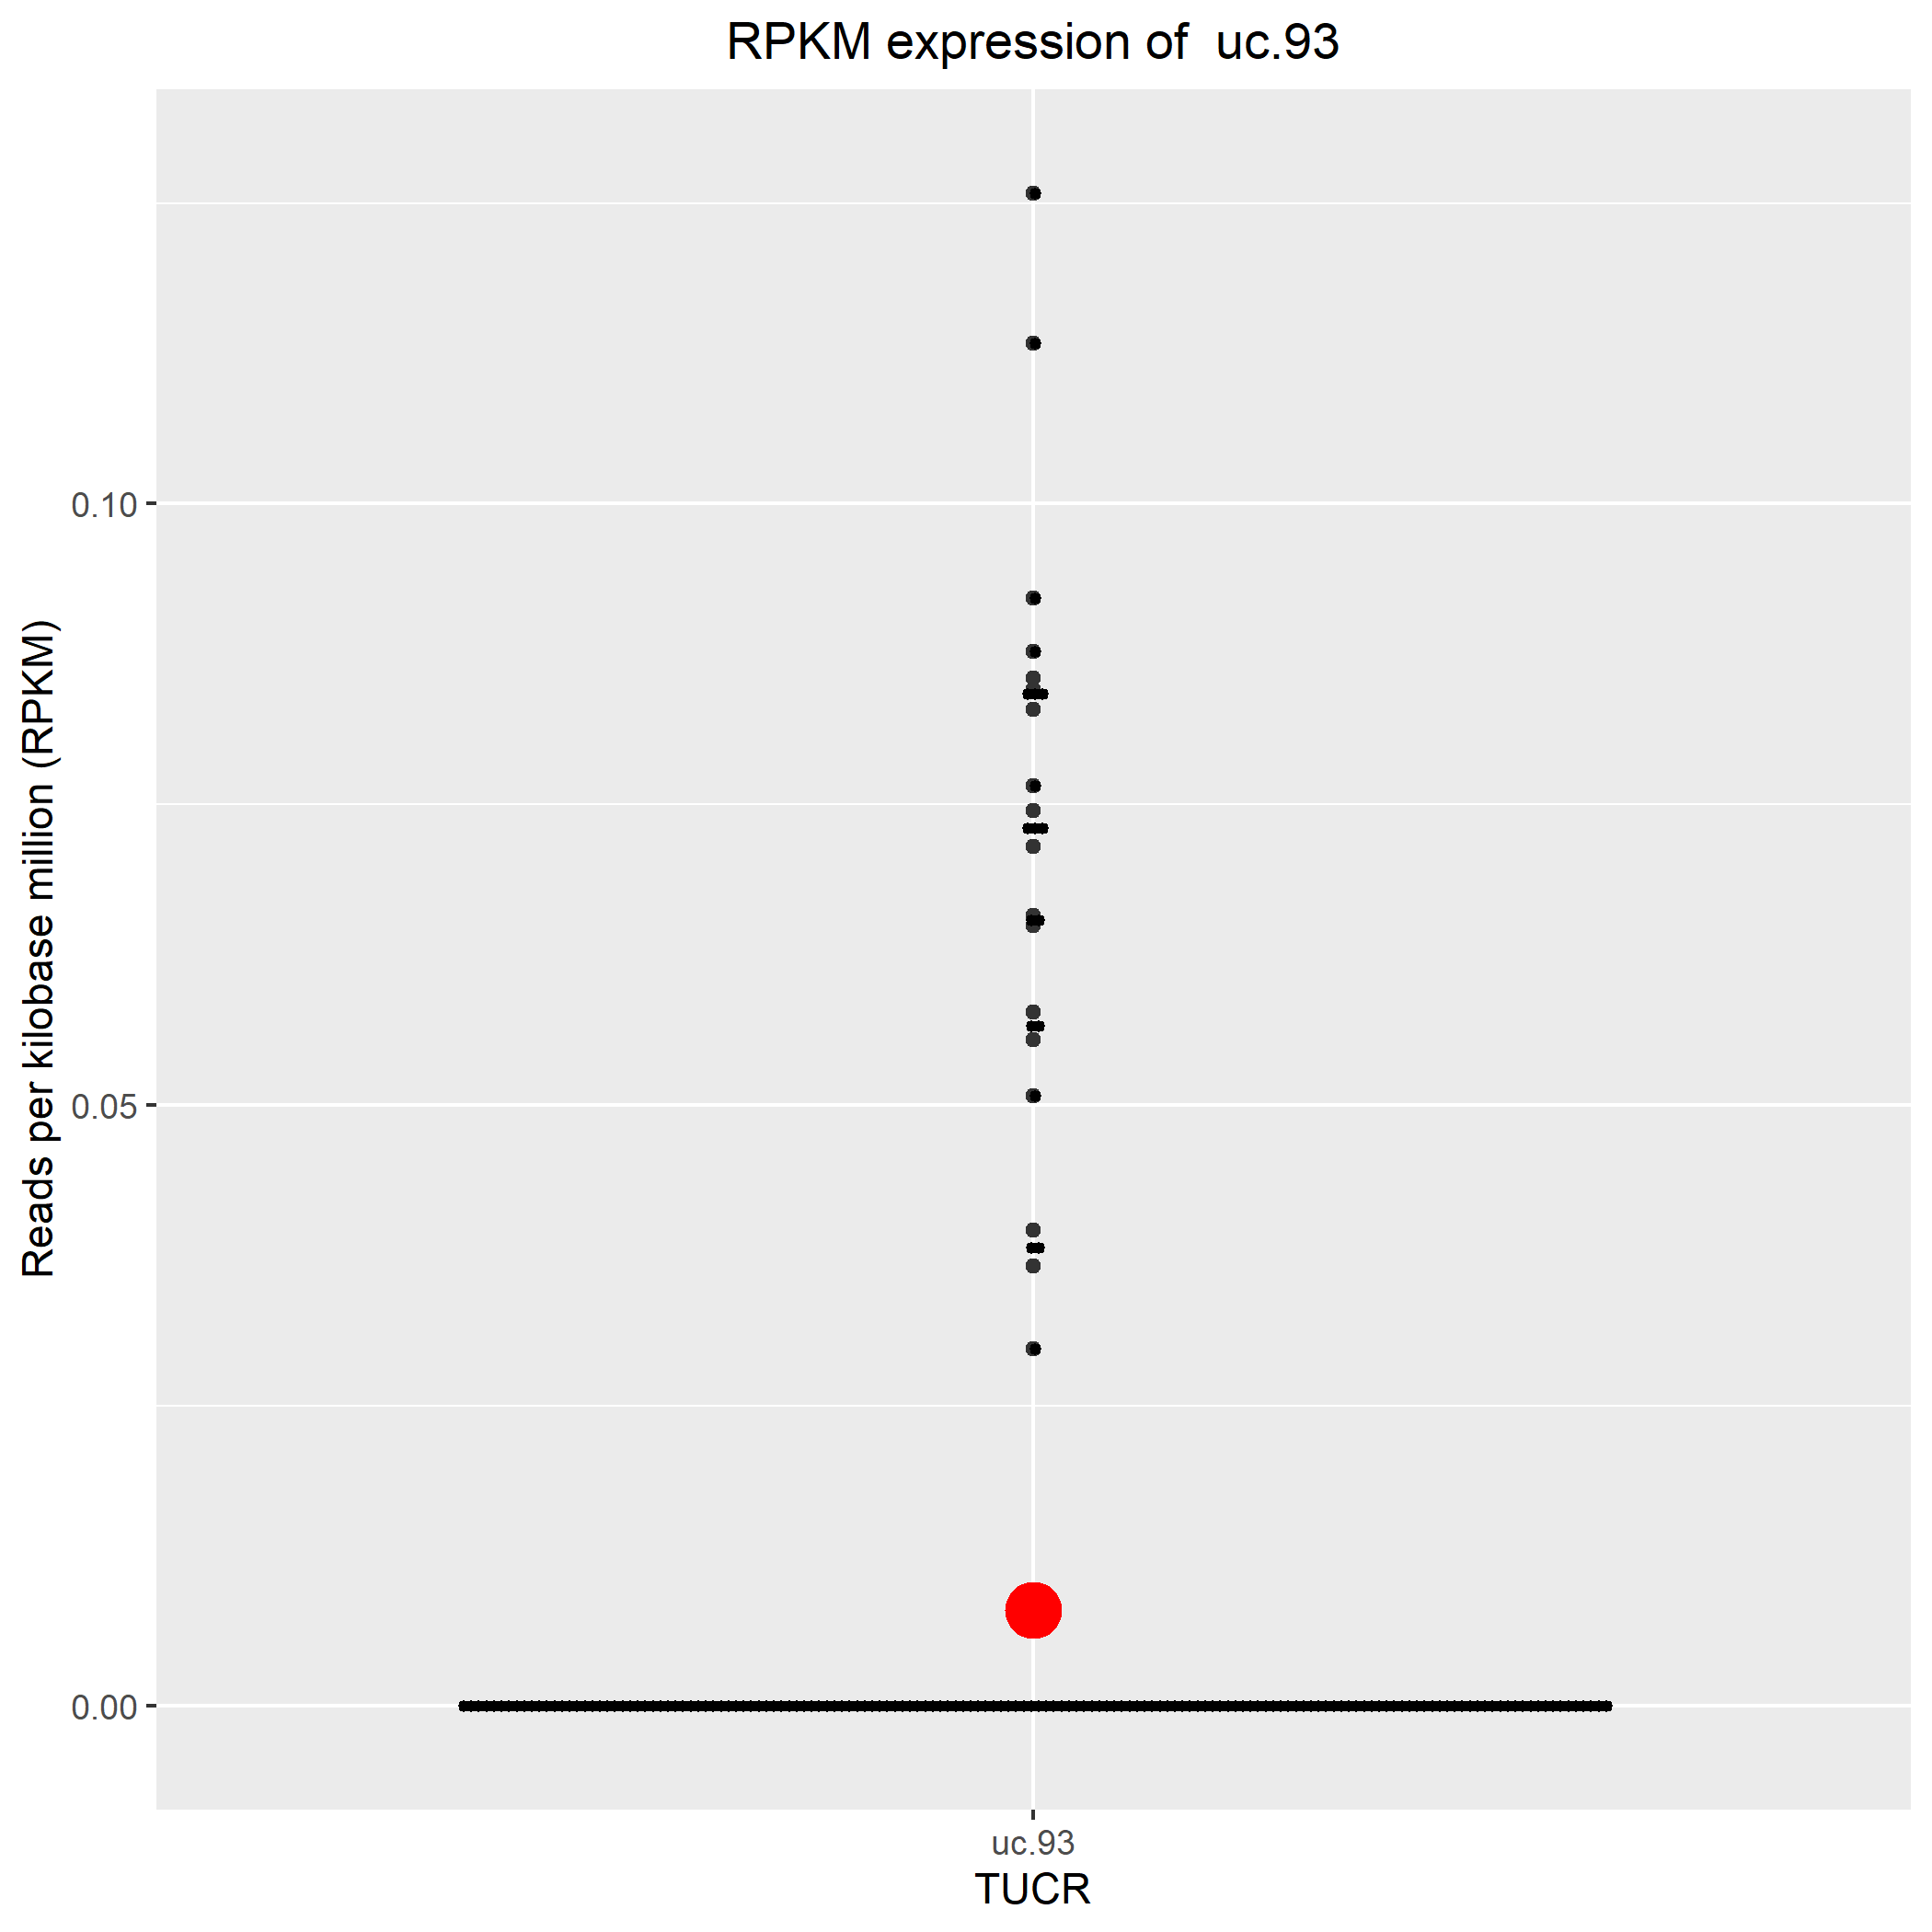 RPKM expression of  uc.93
Reads per kilobase million (RPKM)
0.10
0.05
0.00
uc.93
TUCR